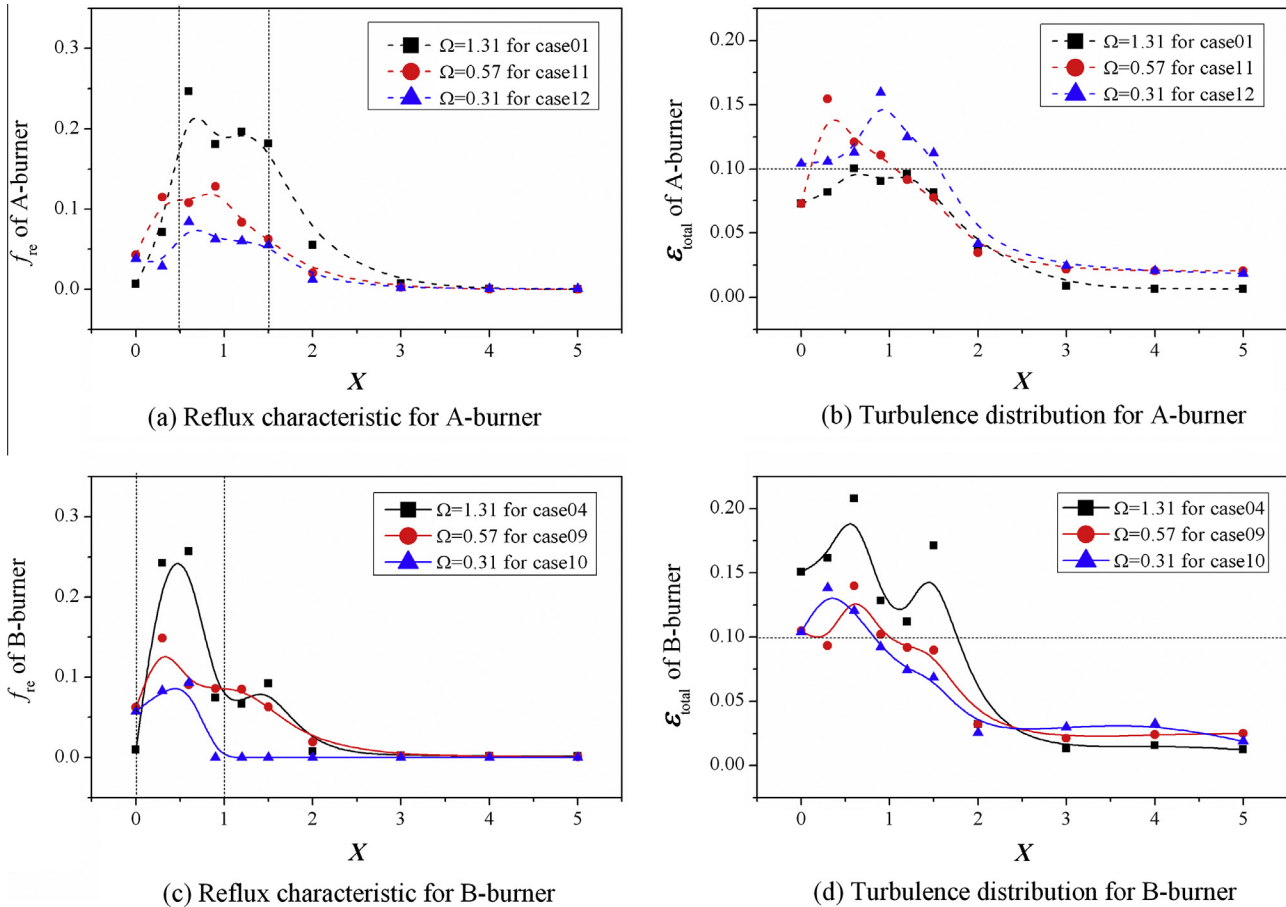 0.3
0.2
0.1
0.0
f_re of A-burner
Ω=1.31 for case01
Ω=0.57 for case11
Ω=0.31 for case12
0 1 2 3 4 5
X
(a) Reflux characteristic for A-burner
0.20
0.15
0.10
0.05
0.00
ε_total of A-burner
Ω=1.31 for case01
Ω=0.57 for case11
Ω=0.31 for case12
0 1 2 3 4 5
X
(b) Turbulence distribution for A-burner
0.3
0.2
0.1
0.0
f_re of B-burner
Ω=1.31 for case04
Ω=0.57 for case09
Ω=0.31 for case10
0 1 2 3 4 5
X
(c) Reflux characteristic for B-burner
0.20
0.15
0.10
0.05
0.00
ε_total of B-burner
Ω=1.31 for case04
Ω=0.57 for case09
Ω=0.31 for case10
0 1 2 3 4 5
X
(d) Turbulence distribution for B-burner